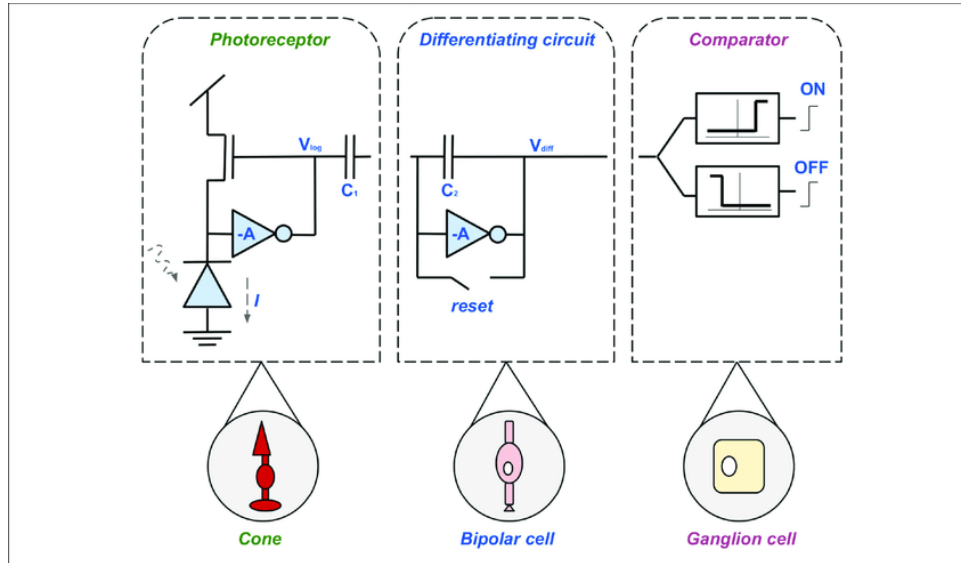 Photoreceptor
Differentiating circuit
Comparator
ON
Vlog
Vdiff
C1
C2
OFF
-A
-A
I
reset
Cone
Bipolar cell
Ganglion cell